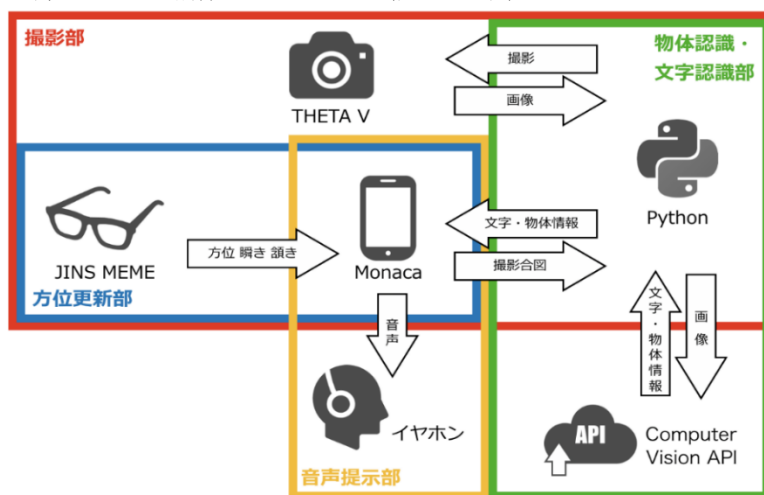 撮影部
THETA V
撮影
画像
物体認識・
文字認識部
Python
JINS MEME
方位更新部
方位 瞬き 頷き
Monaca
文字・物体情報
撮影合図
音声
イヤホン
音声提示部
文字・物体情報
画像
API
Computer
Vision API